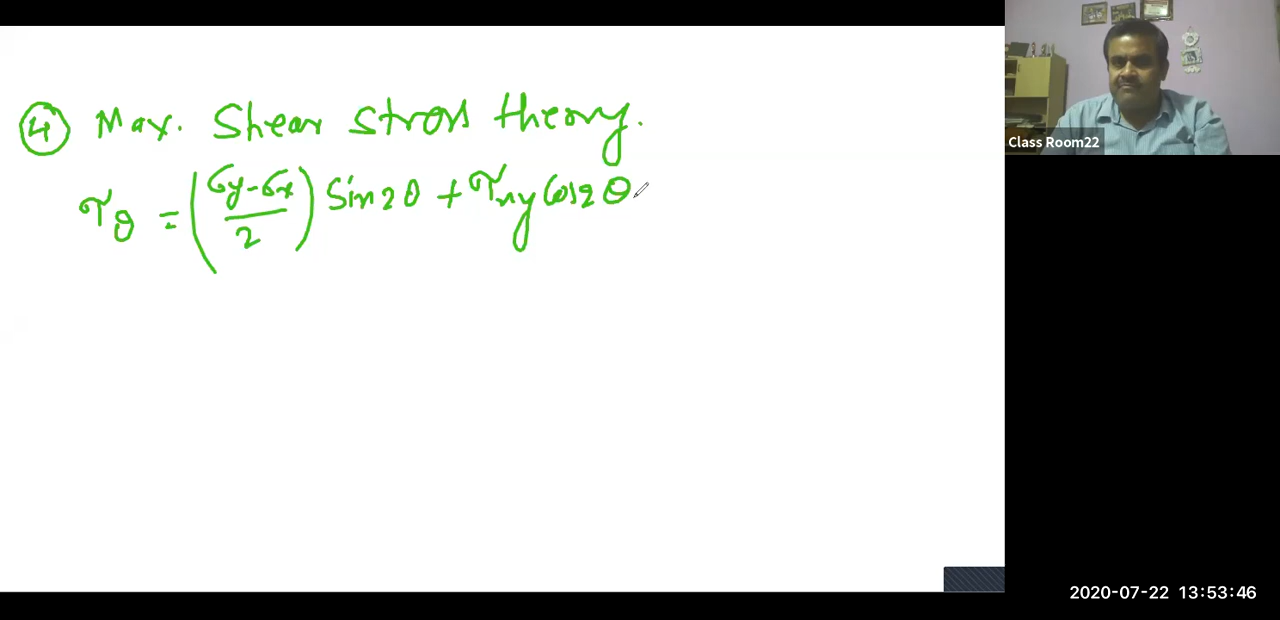 ④ Max. Shear stress theory.
τθ = (σy-σx / 2) Sin2θ + τxy Cos2θ
Class Room22
2020-07-22 13:53:46